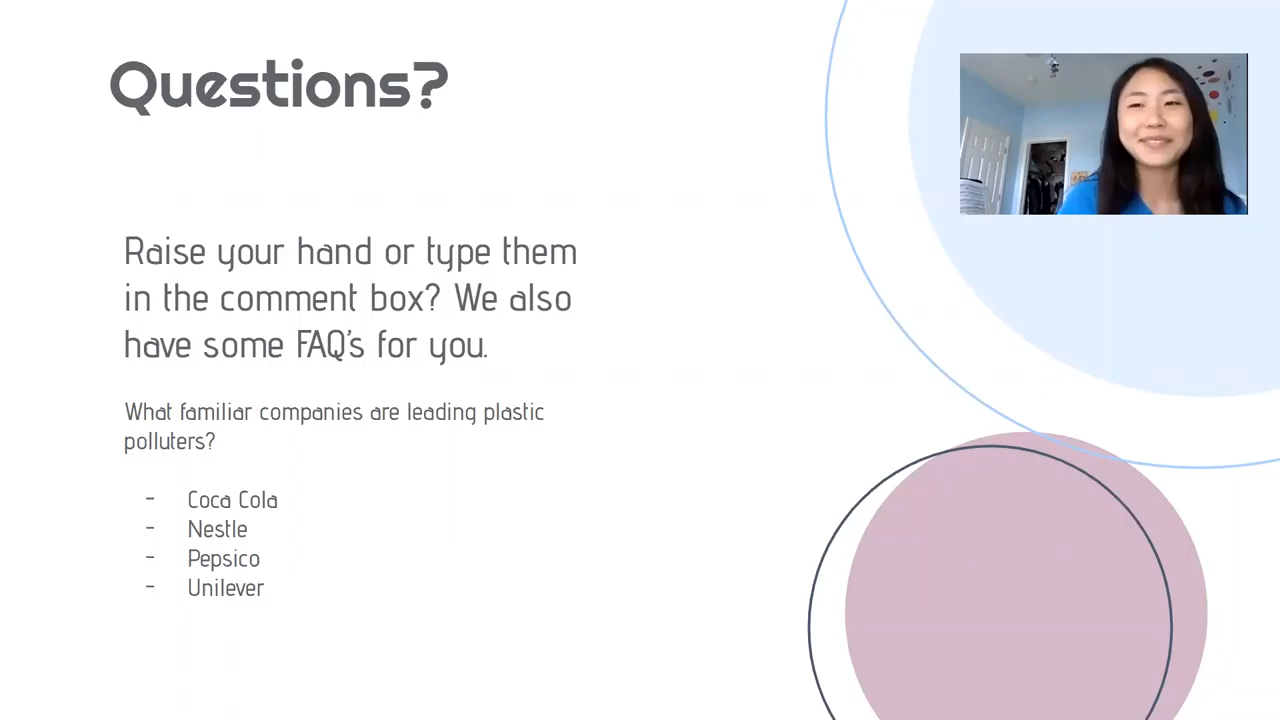 Questions?
Raise your hand or type them
in the comment box? We also
have some FAQ's for you.
What familiar companies are leading plastic
polluters?
- Coca Cola
- Nestle
- Pepsico
- Unilever